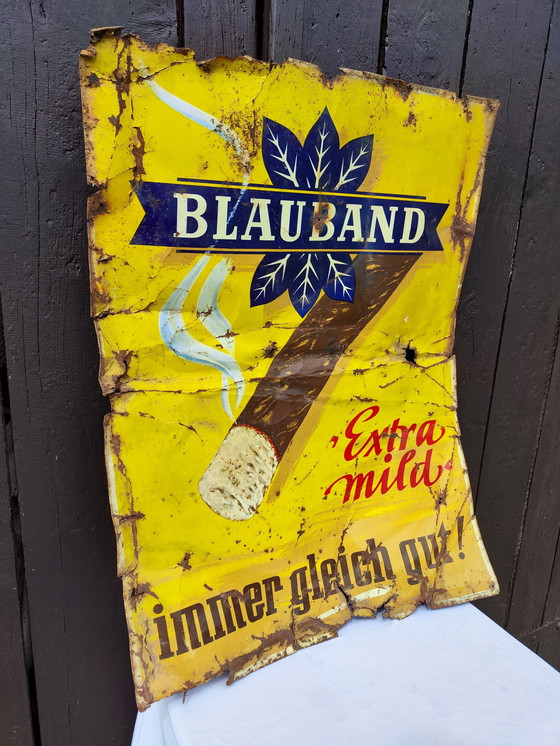 BLAUBAND
Extra
mild
immer gleich gut!